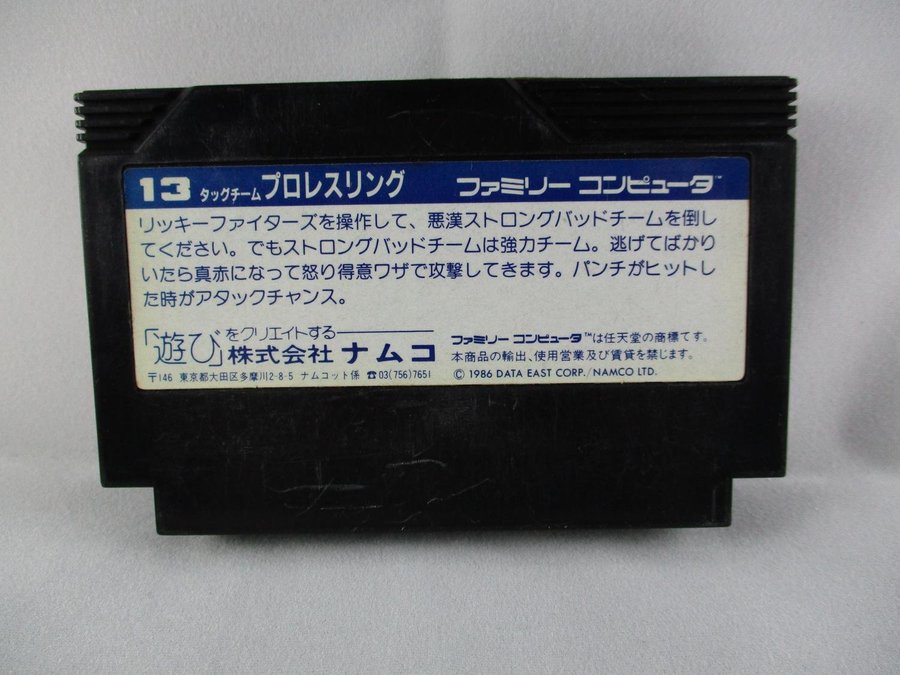 13 タッグチームプロレスリング ファミリー コンピュータ™
リッキーファイターズを操作して、悪漢ストロングバッドチームを倒し
てください。でもストロングバッドチームは強力チーム。逃げてばかり
いたら真赤になって怒り得意ワザで攻撃してきます。パンチがヒットし
た時がアタックチャンス。
「遊び」をクリエイトする
株式会社 ナムコ
〒146 東京都大田区多摩川2-8-5 ナムコット係 ☎03(756)7651
ファミリー コンピュータ™は任天堂の商標です。
本商品の輸出、使用営業及び賃貸を禁じます。
© 1986 DATA EAST CORP./NAMCO LTD.